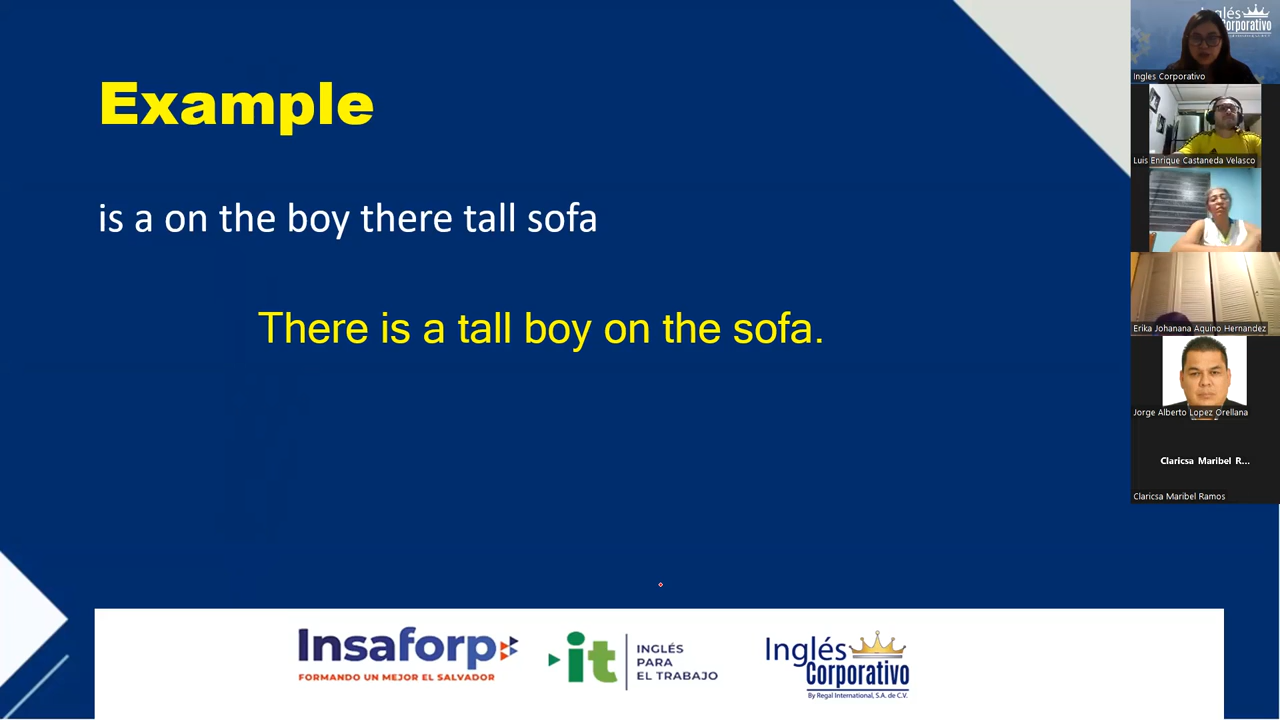 Example
is a on the boy there tall sofa
There is a tall boy on the sofa.
Insaforp
FORMANDO UN MEJOR EL SALVADOR
it
INGLÉS
PARA
EL TRABAJO
Inglés
Corporativo
By Regal International, S.A. de C.V.
Inglés
Corporativo
Ingles Corporativo
Luis Enrique Castaneda Velasco
Erika Johanana Aquino Hernandez
Jorge Alberto Lopez Orellana
Claricsa Maribel R...
Claricsa Maribel Ramos